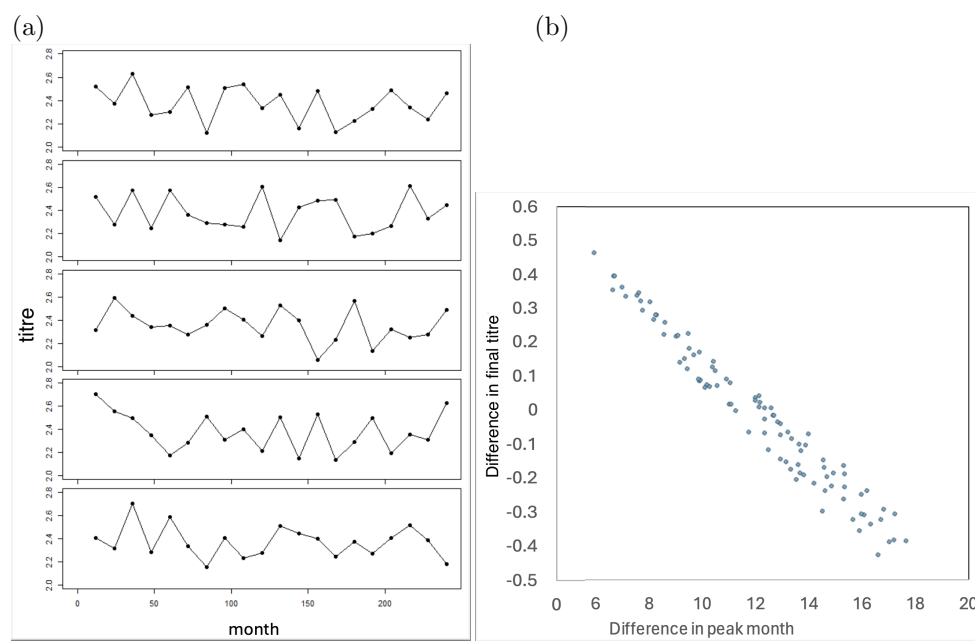 (a)
(b)
titre
2.0 2.2 2.4 2.6 2.8
2.0 2.2 2.4 2.6 2.8
2.0 2.2 2.4 2.6 2.8
2.0 2.2 2.4 2.6 2.8
2.0 2.2 2.4 2.6 2.8
0 50 100 150 200
month
Difference in final titre
0.6
0.5
0.4
0.3
0.2
0.1
0
-0.1
-0.2
-0.3
-0.4
-0.5
0 6 8 10 12 14 16 18 20
Difference in peak month